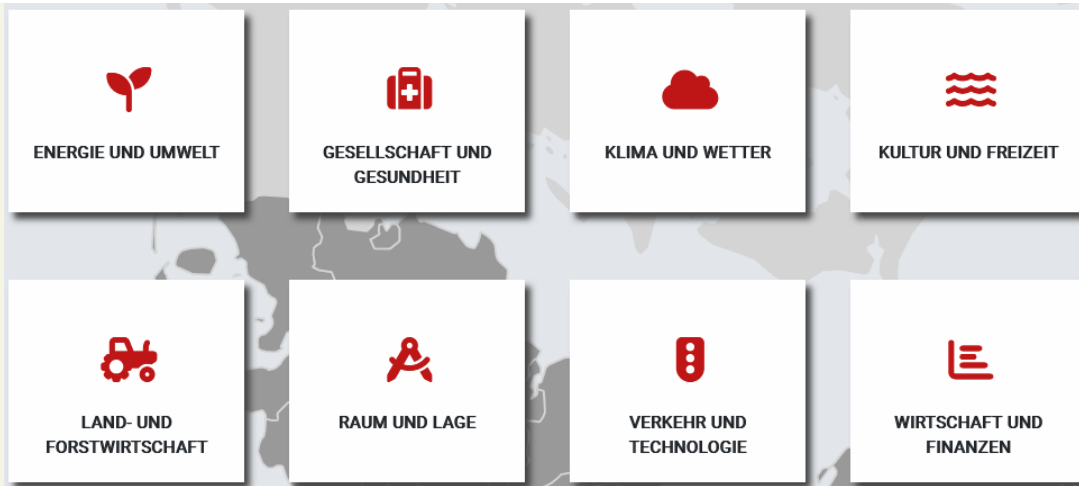 ENERGIE UND UMWELT
GESELLSCHAFT UND
GESUNDHEIT
KLIMA UND WETTER
KULTUR UND FREIZEIT
LAND- UND
FORSTWIRTSCHAFT
RAUM UND LAGE
VERKEHR UND
TECHNOLOGIE
WIRTSCHAFT UND
FINANZEN